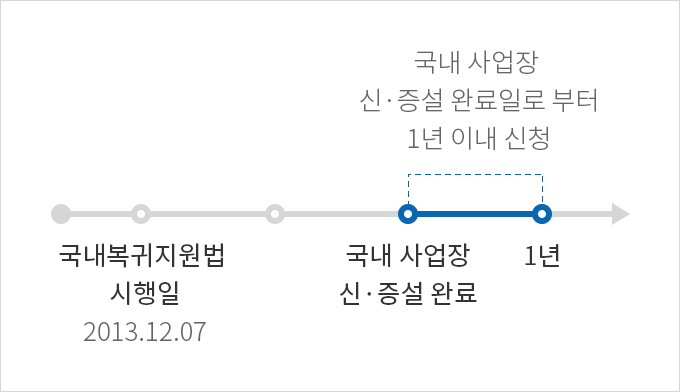 국내 사업장
신·증설 완료일로 부터
1년 이내 신청
국내복귀지원법
시행일
2013.12.07
국내 사업장
신·증설 완료
1년